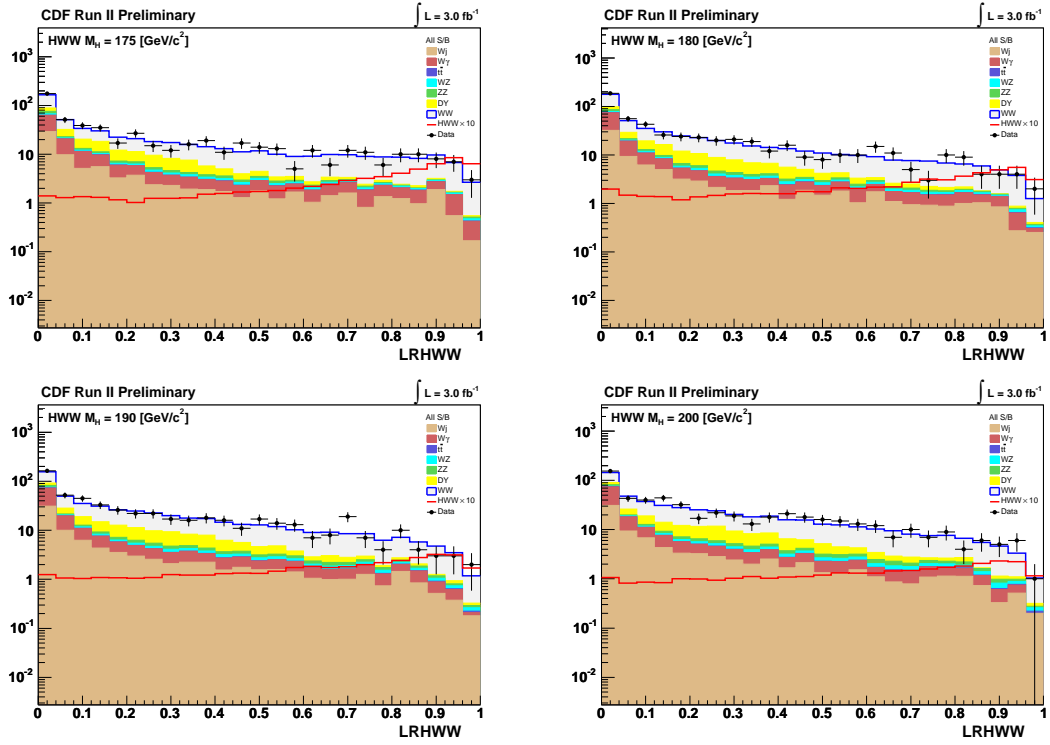 CDF Run II Preliminary
∫ L = 3.0 fb⁻¹
HWW M_H = 175 [GeV/c²]
All S/B
Wj
Wγ
tt̄
WZ
ZZ
DY
WW
HWW×10
Data
10³
10²
10
1
10⁻¹
10⁻²
0 0.1 0.2 0.3 0.4 0.5 0.6 0.7 0.8 0.9 1
LRHWW
CDF Run II Preliminary
∫ L = 3.0 fb⁻¹
HWW M_H = 180 [GeV/c²]
All S/B
Wj
Wγ
tt̄
WZ
ZZ
DY
WW
HWW×10
Data
10³
10²
10
1
10⁻¹
10⁻²
0 0.1 0.2 0.3 0.4 0.5 0.6 0.7 0.8 0.9 1
LRHWW
CDF Run II Preliminary
∫ L = 3.0 fb⁻¹
HWW M_H = 190 [GeV/c²]
All S/B
Wj
Wγ
tt̄
WZ
ZZ
DY
WW
HWW×10
Data
10³
10²
10
1
10⁻¹
10⁻²
0 0.1 0.2 0.3 0.4 0.5 0.6 0.7 0.8 0.9 1
LRHWW
CDF Run II Preliminary
∫ L = 3.0 fb⁻¹
HWW M_H = 200 [GeV/c²]
All S/B
Wj
Wγ
tt̄
WZ
ZZ
DY
WW
HWW×10
Data
10³
10²
10
1
10⁻¹
10⁻²
0 0.1 0.2 0.3 0.4 0.5 0.6 0.7 0.8 0.9 1
LRHWW